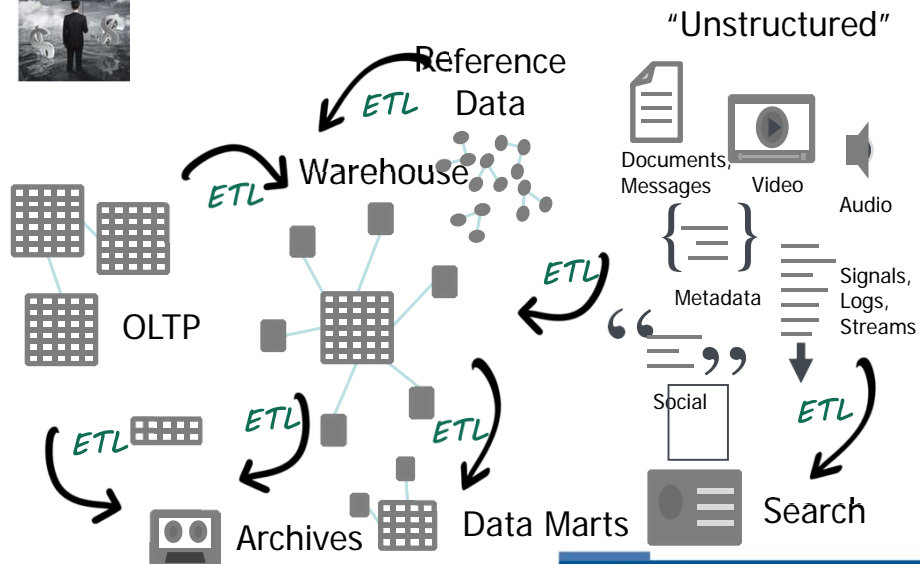 “Unstructured”
Reference
Data
ETL
Warehouse
ETL
Documents,
Messages
Video
Audio
ETL
Metadata
Signals,
Logs,
Streams
OLTP
Social
ETL
ETL
ETL
ETL
Archives
Data Marts
Search